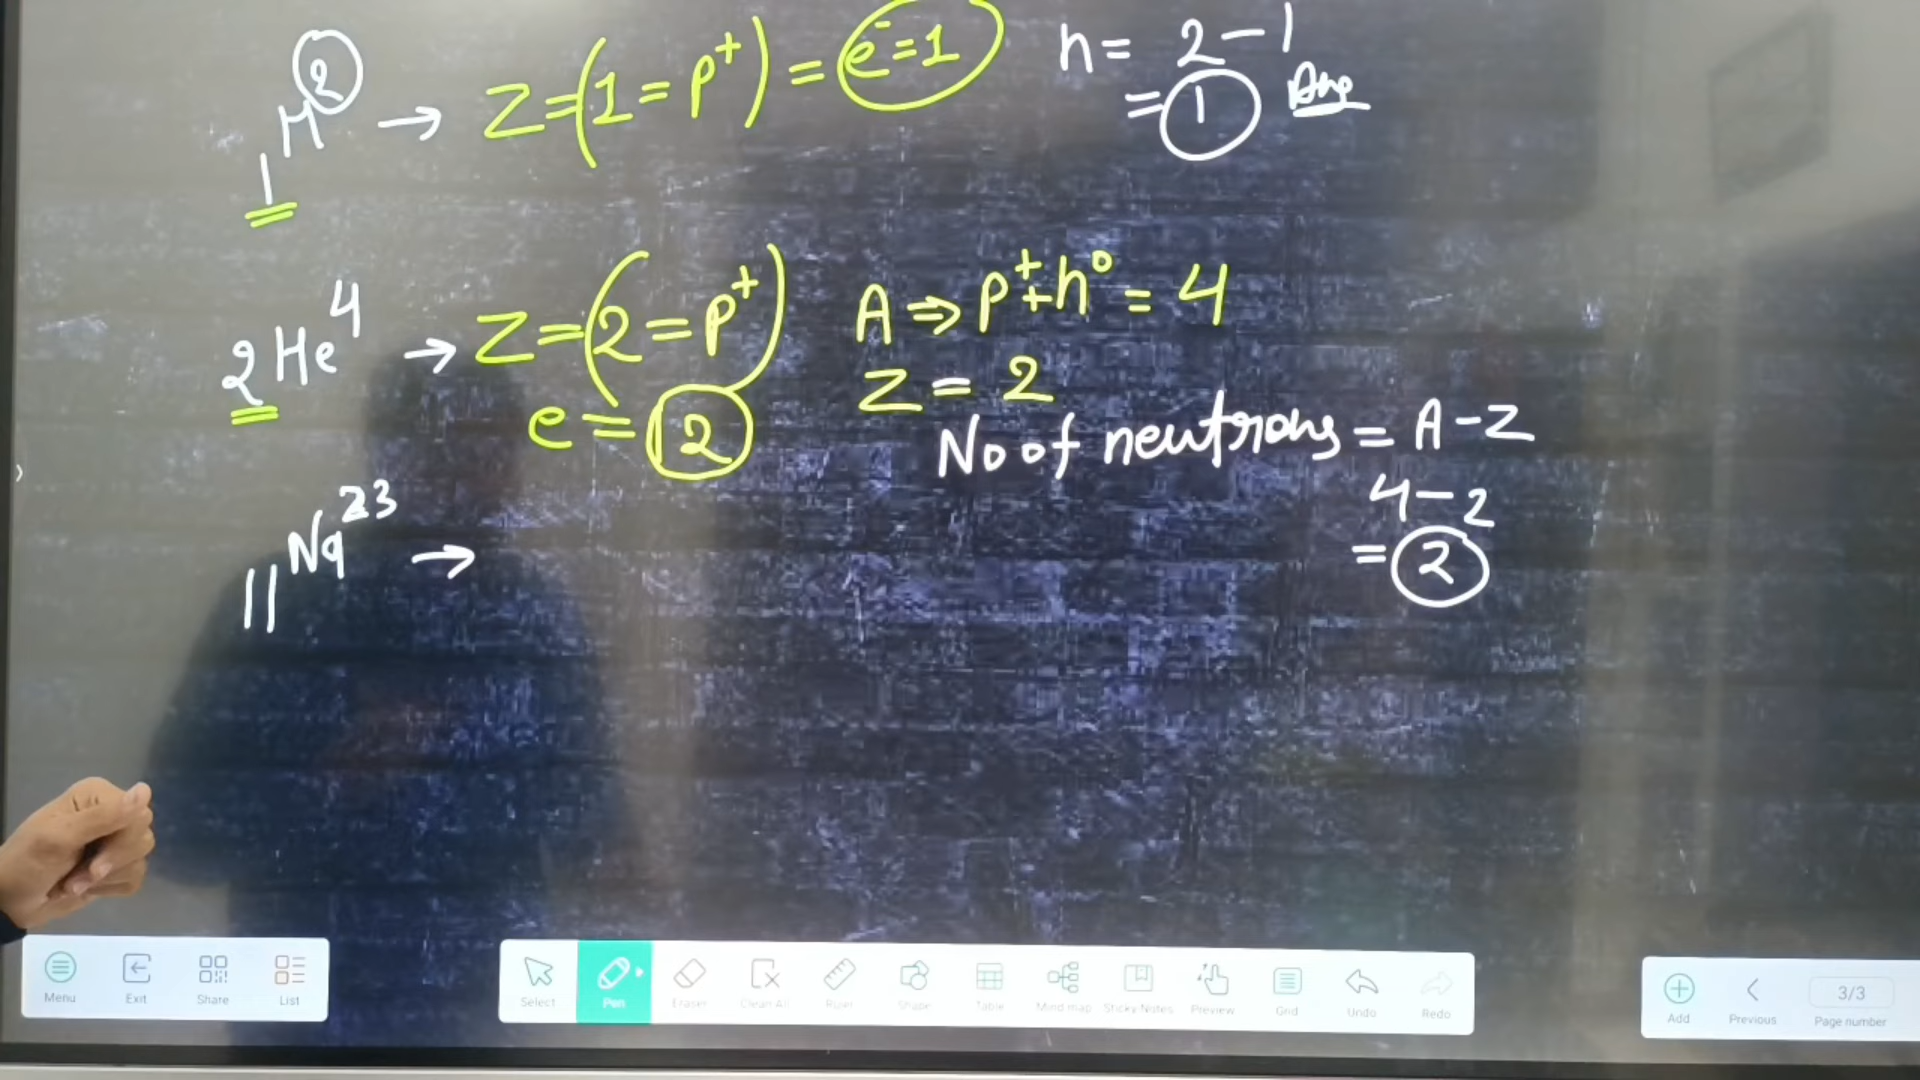 ₁H² → Z=(1=p⁺) = e⁻=1 n= 2-1
=1 Ans
₂He⁴ → Z=(2=p⁺) A ⇒ p⁺+n⁰ = 4
e = 2 Z = 2
No of neutrons = A-Z
4-2
= 2
₁₁Na²³ →
Menu Exit Share List
Select Pen Eraser Clean All Ruler Shape Table Mind map Sticky Notes Preview Grid Undo Redo
Add Previous 3/3 Page number